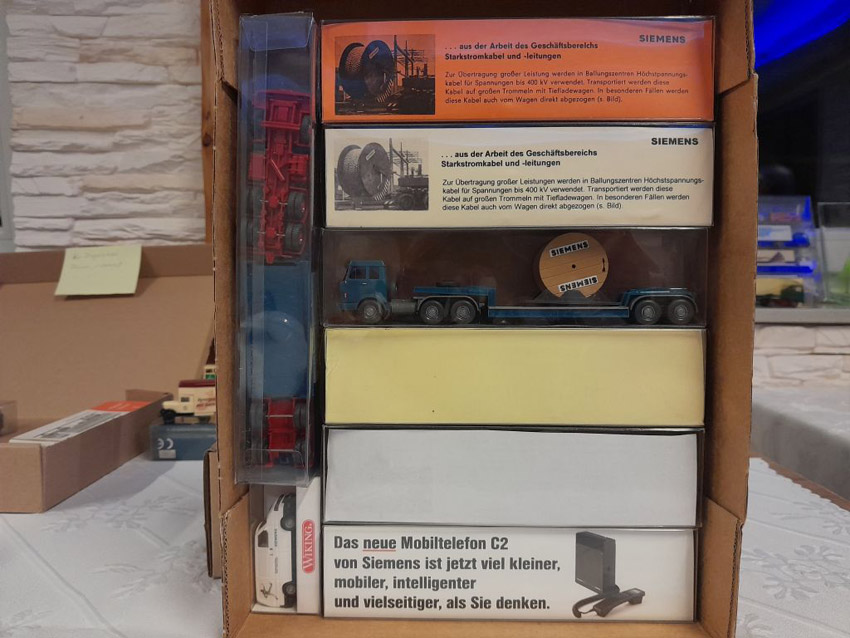 SIEMENS
. . . aus der Arbeit des Geschäftsbereichs
Starkstromkabel und -leitungen
Zur Übertragung großer Leistung werden in Ballungszentren Höchstspannungs-
kabel für Spannungen bis 400 kV verwendet. Transportiert werden diese
Kabel auf großen Trommeln mit Tiefladewagen. In besonderen Fällen werden
diese Kabel auch vom Wagen direkt abgezogen (s. Bild).
SIEMENS
. . . aus der Arbeit des Geschäftsbereichs
Starkstromkabel und -leitungen
Zur Übertragung großer Leistung werden in Ballungszentren Höchstspannungs-
kabel für Spannungen bis 400 kV verwendet. Transportiert werden diese
Kabel auf großen Trommeln mit Tiefladewagen. In besonderen Fällen werden
diese Kabel auch vom Wagen direkt abgezogen (s. Bild).
SIEMENS
SIEMENS
WIKING
Das neue Mobiltelefon C2
von Siemens ist jetzt viel kleiner,
mobiler, intelligenter
und vielseitiger, als Sie denken.
CE